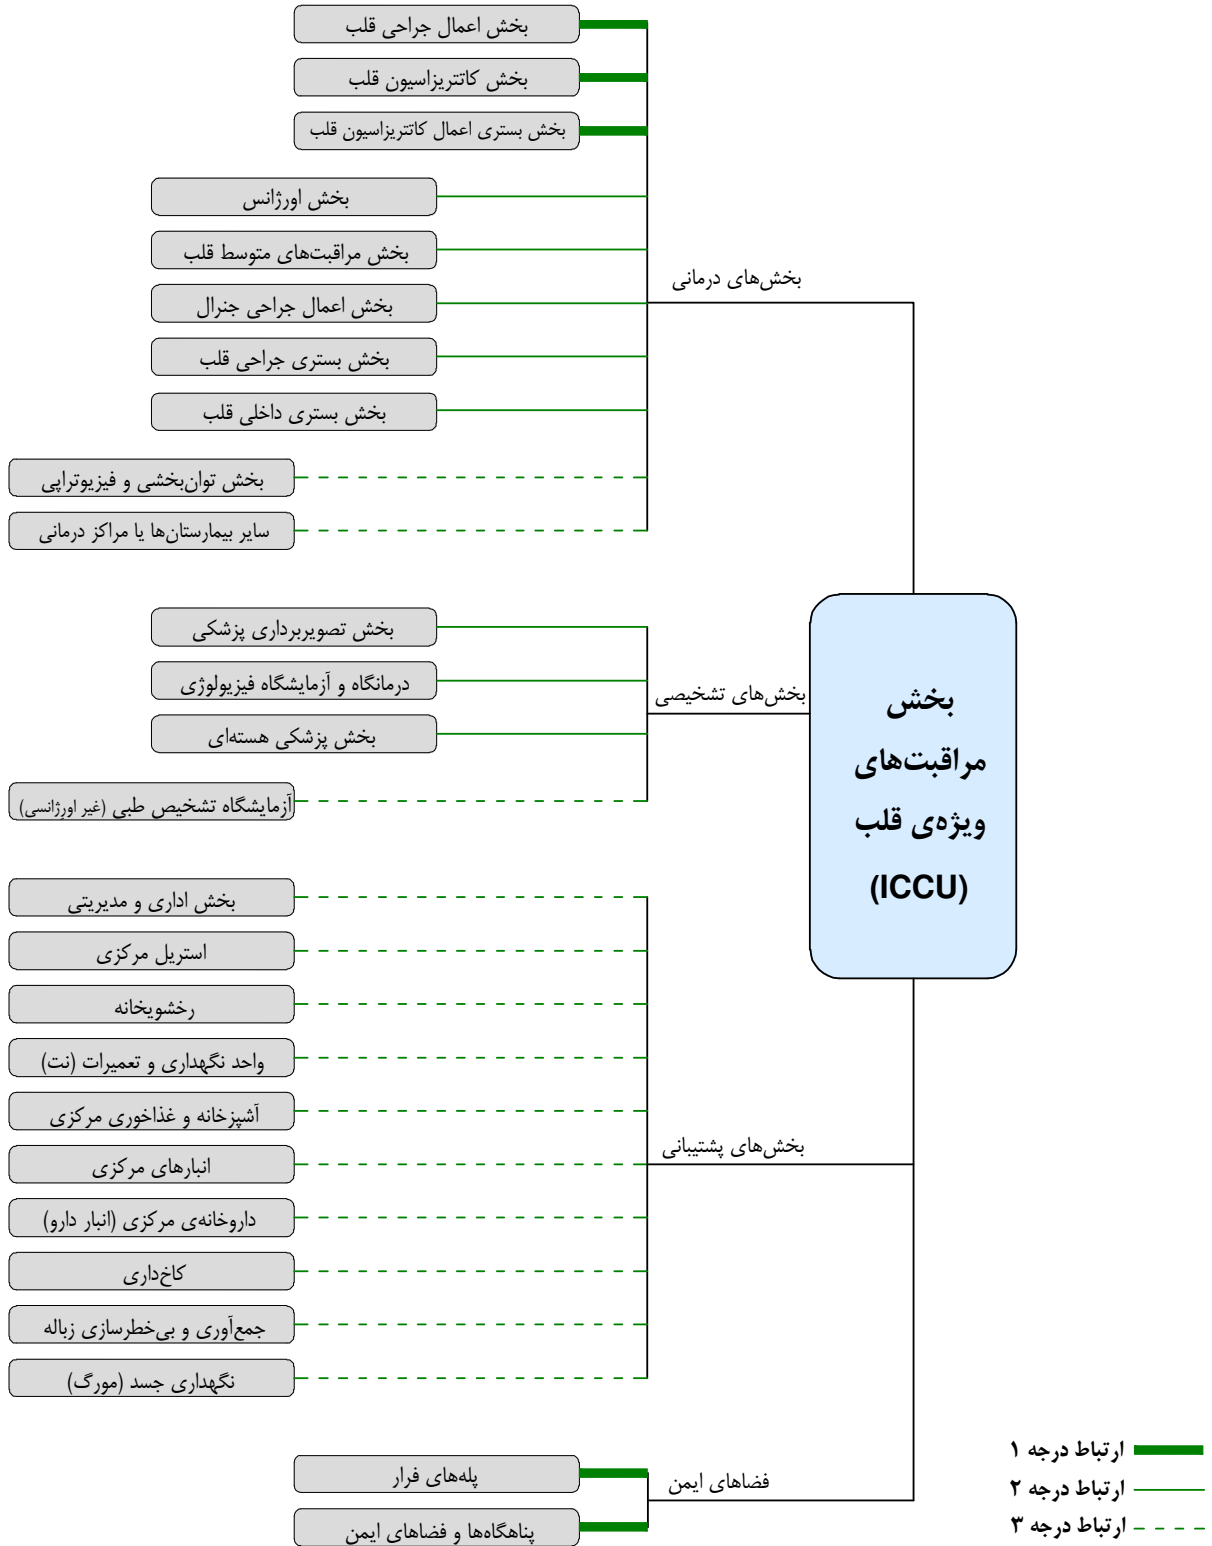 بخش اعمال جراحی قلب
بخش کاتتریزاسیون قلب
بخش بستری اعمال کاتتریزاسیون قلب
بخش اورژانس
بخش مراقبت‌های متوسط قلب
بخش اعمال جراحی جنرال
بخش بستری جراحی قلب
بخش بستری داخلی قلب
بخش توان‌بخشی و فیزیوتراپی
سایر بیمارستان‌ها یا مراکز درمانی
بخش‌های درمانی
بخش تصویربرداری پزشکی
درمانگاه و آزمایشگاه فیزیولوژی
بخش پزشکی هسته‌ای
آزمایشگاه تشخیص طبی (غیر اورژانسی)
بخش‌های تشخیصی
بخش
مراقبت‌های
ویژه‌ی قلب
(ICCU)
بخش اداری و مدیریتی
استریل مرکزی
رخشویخانه
واحد نگهداری و تعمیرات (نت)
آشپزخانه و غذاخوری مرکزی
انبارهای مرکزی
داروخانه‌ی مرکزی (انبار دارو)
کاخ‌داری
جمع‌آوری و بی‌خطرسازی زباله
نگهداری جسد (مورگ)
بخش‌های پشتیبانی
پله‌های فرار
پناهگاه‌ها و فضاهای ایمن
فضاهای ایمن
ارتباط درجه ۱
ارتباط درجه ۲
ارتباط درجه ۳